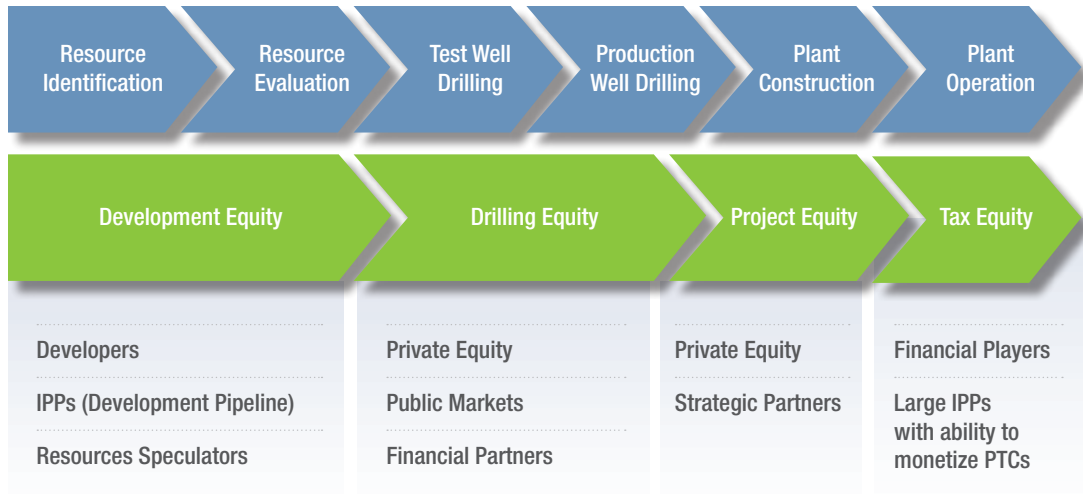 Resource
Identification
Resource
Evaluation
Test Well
Drilling
Production
Well Drilling
Plant
Construction
Plant
Operation
Development Equity
Drilling Equity
Project Equity
Tax Equity
Developers
IPPs (Development Pipeline)
Resources Speculators
Private Equity
Public Markets
Financial Partners
Private Equity
Strategic Partners
Financial Players
Large IPPs
with ability to
monetize PTCs